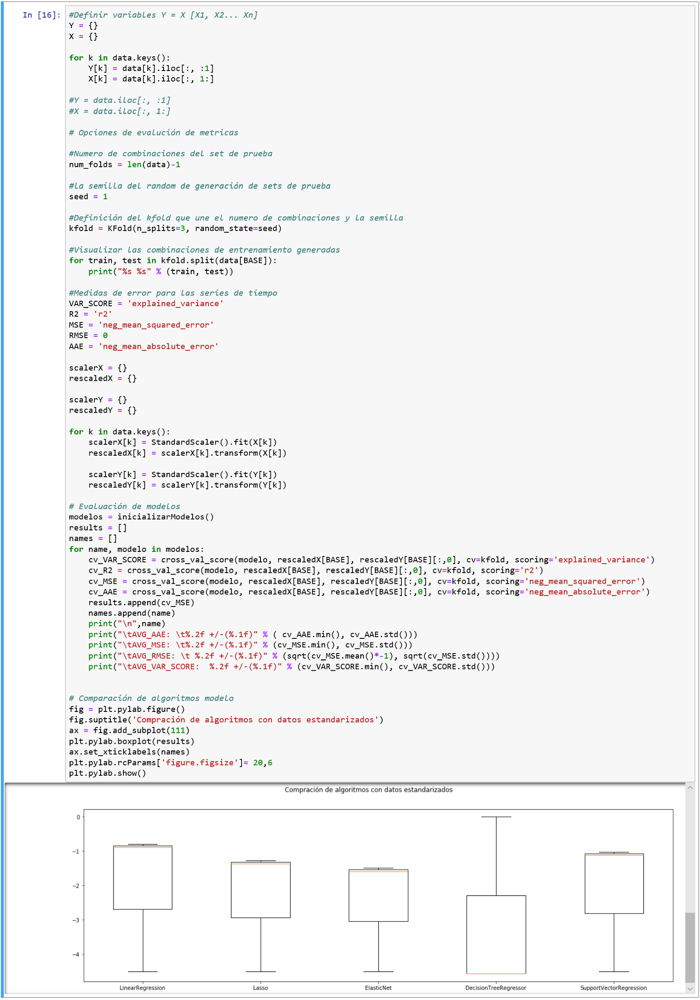 In [16]:
#Definir variables Y = X [X1, X2... Xn]
Y = {}
X = {}
for k in data.keys():
    Y[k] = data[k].iloc[:, :1]
    X[k] = data[k].iloc[:, 1:]
#Y = data.iloc[:, :1]
#X = data.iloc[:, 1:]
# Opciones de evalución de metricas
#Numero de combinaciones del set de prueba
num_folds = len(data)-1
#la semilla del random de generación de sets de prueba
seed = 1
#Definición del kfold que une el numero de combinaciones y la semilla
kfold = KFold(n_splits=3, random_state=seed)
#Visualizar las combinaciones de entrenamiento generadas
for train, test in kfold.split(data[BASE]):
    print("%s %s" % (train, test))
#Medidas de error para las series de tiempo
VAR_SCORE = 'explained_variance'
R2 = 'r2'
MSE = 'neg_mean_squared_error'
RMSE = 0
AAE = 'neg_mean_absolute_error'
scalerX = {}
rescaledX = {}
scalerY = {}
rescaledY = {}
for k in data.keys():
    scalerX[k] = StandardScaler().fit(X[k])
    rescaledX[k] = scalerX[k].transform(X[k])
    scalerY[k] = StandardScaler().fit(Y[k])
    rescaledY[k] = scalerY[k].transform(Y[k])
# Evaluación de modelos
modelos = inicializarModelos()
results = []
names = []
for name, modelo in modelos:
    cv_VAR_SCORE = cross_val_score(modelo, rescaledX[BASE], rescaledY[BASE][:,0], cv=kfold, scoring='explained_variance')
    cv_R2 = cross_val_score(modelo, rescaledX[BASE], rescaledY[BASE][:,0], cv=kfold, scoring='r2')
    cv_MSE = cross_val_score(modelo, rescaledX[BASE], rescaledY[BASE][:,0], cv=kfold, scoring='neg_mean_squared_error')
    cv_AAE = cross_val_score(modelo, rescaledX[BASE], rescaledY[BASE][:,0], cv=kfold, scoring='neg_mean_absolute_error')
    results.append(cv_MSE)
    names.append(name)
    print("\n",name)
    print("\tAVG_AAE: \t%.2f +/-(%.1f)" % ( cv_AAE.min(), cv_AAE.std()))
    print("\tAVG_MSE: \t%.2f +/-(%.1f)" % (cv_MSE.min(), cv_MSE.std()))
    print("\tAVG_RMSE: \t %.2f +/-(%.1f)" % (sqrt(cv_MSE.mean()*-1), sqrt(cv_MSE.std())))
    print("\tAVG_VAR_SCORE:  %.2f +/-(%.1f)" % (cv_VAR_SCORE.min(), cv_VAR_SCORE.std()))
# Comparación de algoritmos modelo
fig = plt.pylab.figure()
fig.suptitle('Compración de algoritmos con datos estandarizados')
ax = fig.add_subplot(111)
plt.pylab.boxplot(results)
ax.set_xticklabels(names)
plt.pylab.rcParams['figure.figsize']= 20,6
plt.pylab.show()
Compración de algoritmos con datos estandarizados
0
−1
−2
−3
−4
LinearRegression Lasso ElasticNet DecisionTreeRegressor SupportVectorRegression